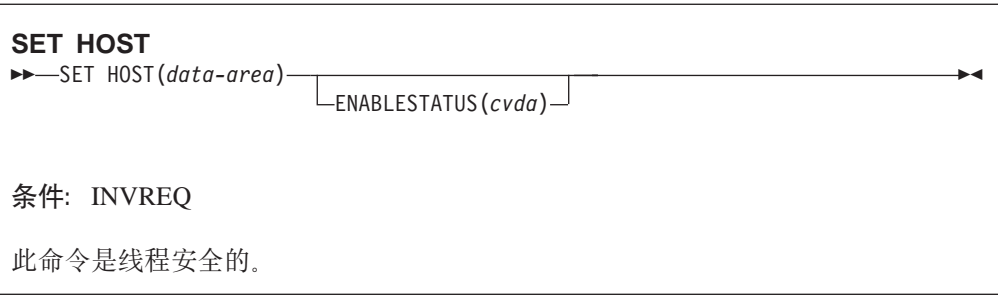 SET HOST
SET HOST(data-area)
ENABLESTATUS(cvda)
条件: INVREQ
此命令是线程安全的。